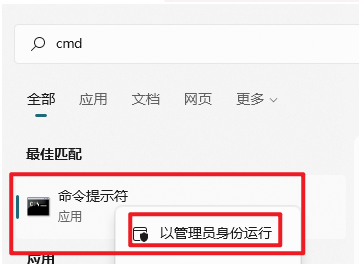 cmd
全部 应用 文档 网页 更多
最佳匹配
命令提示符
应用
以管理员身份运行
应用